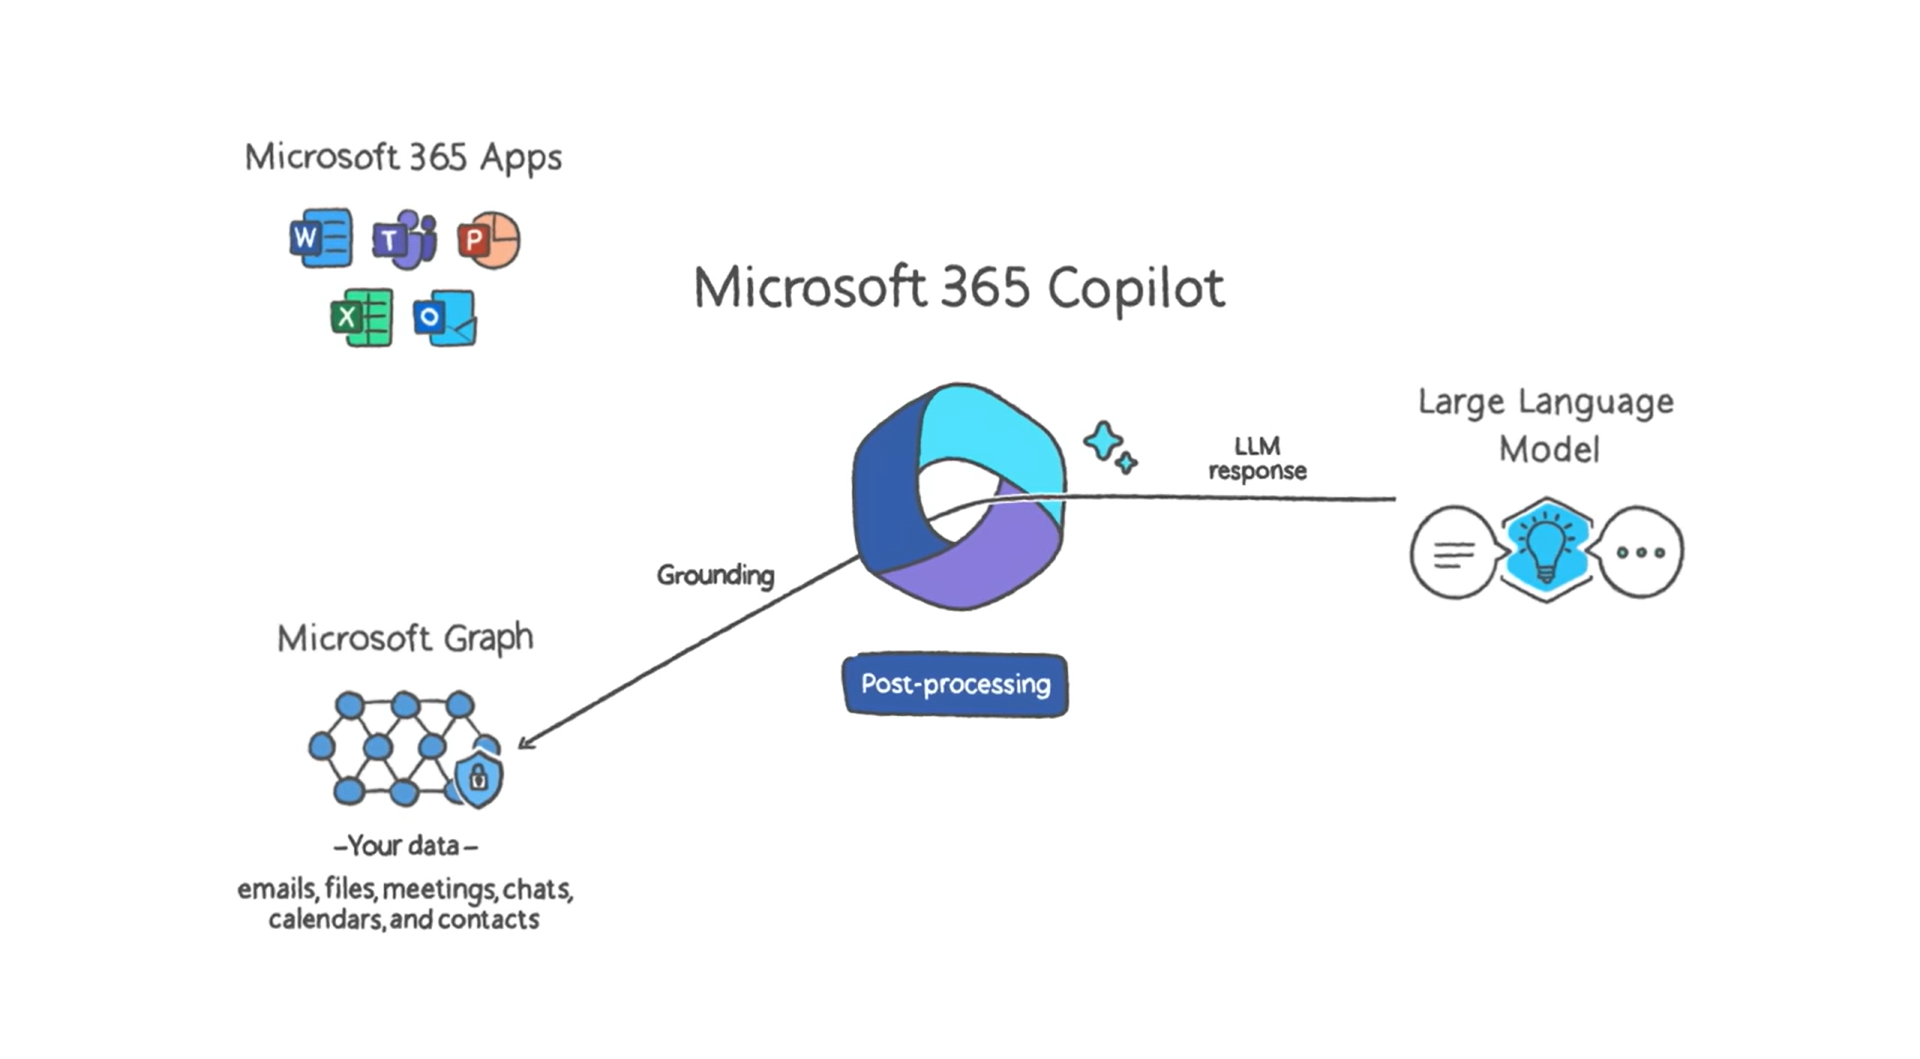 Microsoft 365 Apps
W
T
P
X
O
Microsoft 365 Copilot
Large Language
Model
LLM
response
Grounding
Microsoft Graph
Post-processing
-Your data-
emails, files, meetings, chats,
calendars, and contacts